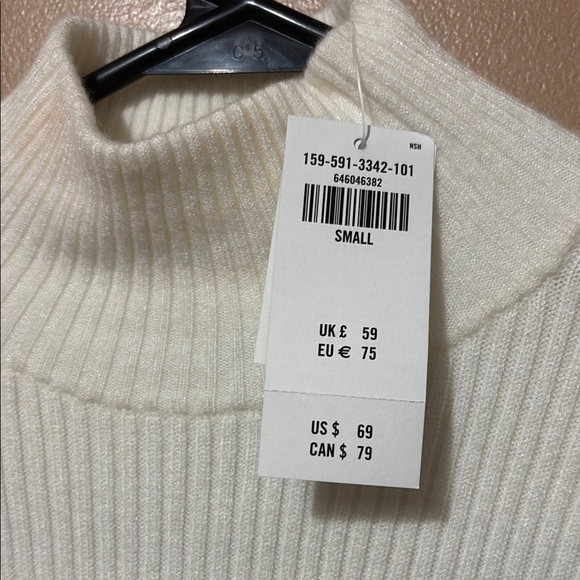 C+5
NSH
159-591-3342-101
646046382
SMALL
UK £ 59
EU € 75
US $ 69
CAN $ 79